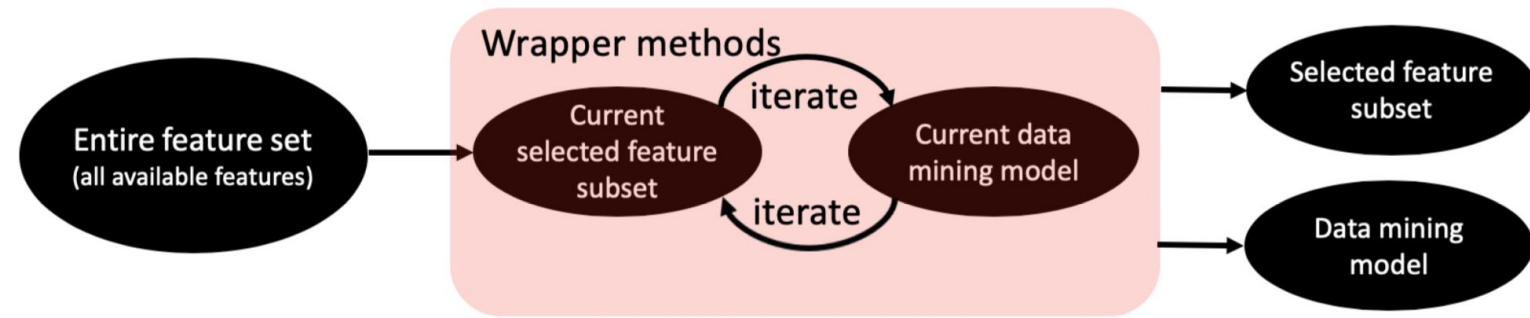 Wrapper methods
Entire feature set
(all available features)
Current
selected feature
subset
iterate
iterate
Current data
mining model
Selected feature
subset
Data mining
model